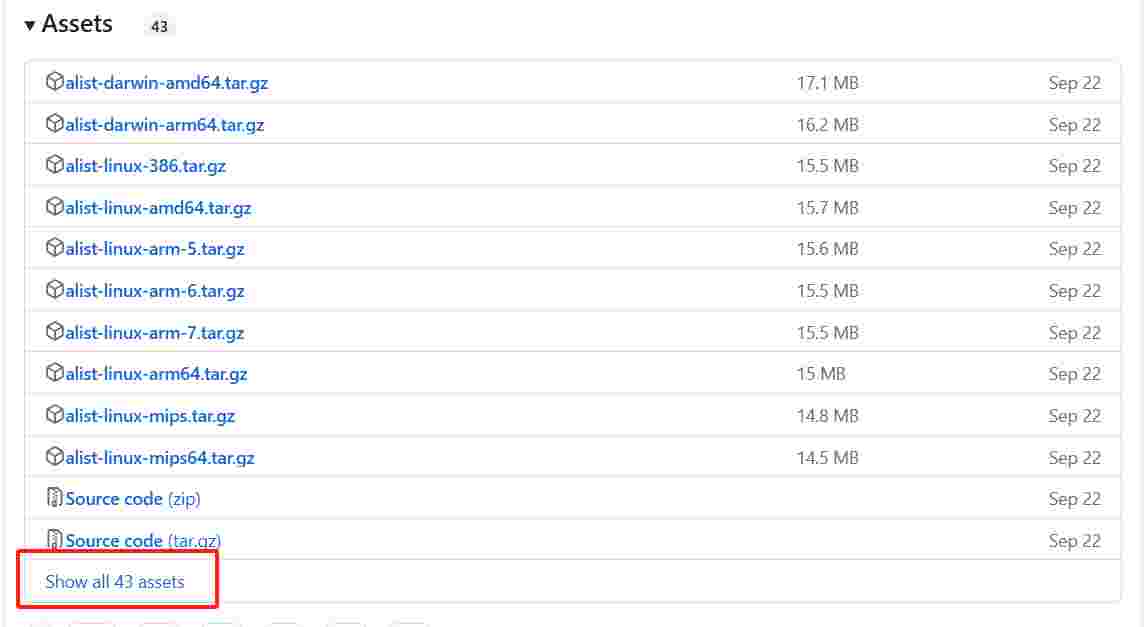 Assets 43
alist-darwin-amd64.tar.gz 17.1 MB Sep 22
alist-darwin-arm64.tar.gz 16.2 MB Sep 22
alist-linux-386.tar.gz 15.5 MB Sep 22
alist-linux-amd64.tar.gz 15.7 MB Sep 22
alist-linux-arm-5.tar.gz 15.6 MB Sep 22
alist-linux-arm-6.tar.gz 15.5 MB Sep 22
alist-linux-arm-7.tar.gz 15.5 MB Sep 22
alist-linux-arm64.tar.gz 15 MB Sep 22
alist-linux-mips.tar.gz 14.8 MB Sep 22
alist-linux-mips64.tar.gz 14.5 MB Sep 22
Source code (zip) Sep 22
Source code (tar.gz) Sep 22
Show all 43 assets